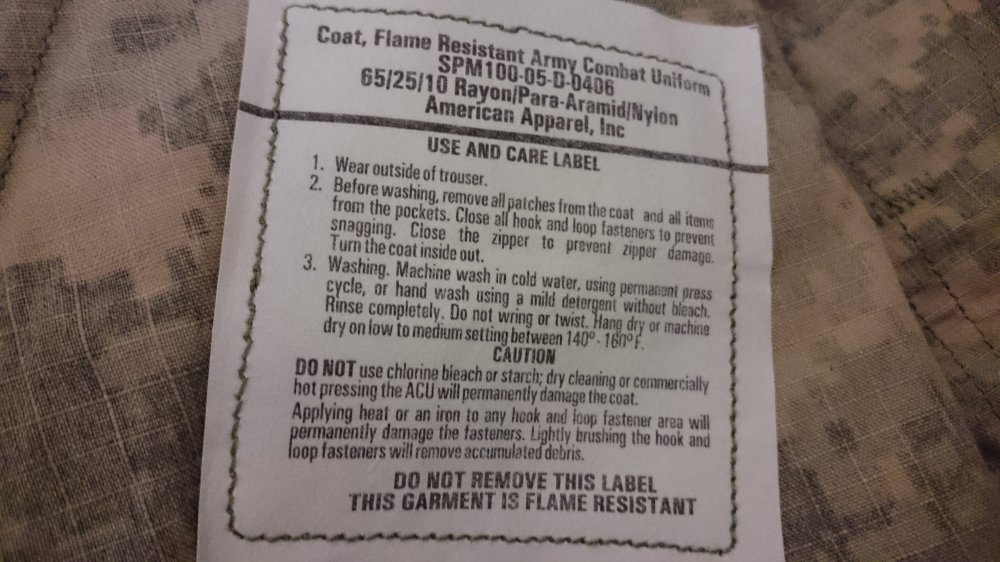 Coat, Flame Resistant Army Combat Uniform
SPM100-05-D-0406
65/25/10 Rayon/Para-Aramid/Nylon
American Apparel, Inc
USE AND CARE LABEL
1. Wear outside of trouser.
2. Before washing, remove all patches from the coat and all items
from the pockets. Close all hook and loop fasteners to prevent
snagging. Close the zipper to prevent zipper damage.
Turn the coat inside out.
3. Washing. Machine wash in cold water, using permanent press
cycle, or hand wash using a mild detergent without bleach.
Rinse completely. Do not wring or twist. Hang dry or machine
dry on low to medium setting between 140º - 160º F.
CAUTION
DO NOT use chlorine bleach or starch; dry cleaning or commercially
hot pressing the ACU will permanently damage the coat.
Applying heat or an iron to any hook and loop fastener area will
permanently damage the fasteners. Lightly brushing the hook and
loop fasteners will remove accumulated debris.
DO NOT REMOVE THIS LABEL
THIS GARMENT IS FLAME RESISTANT